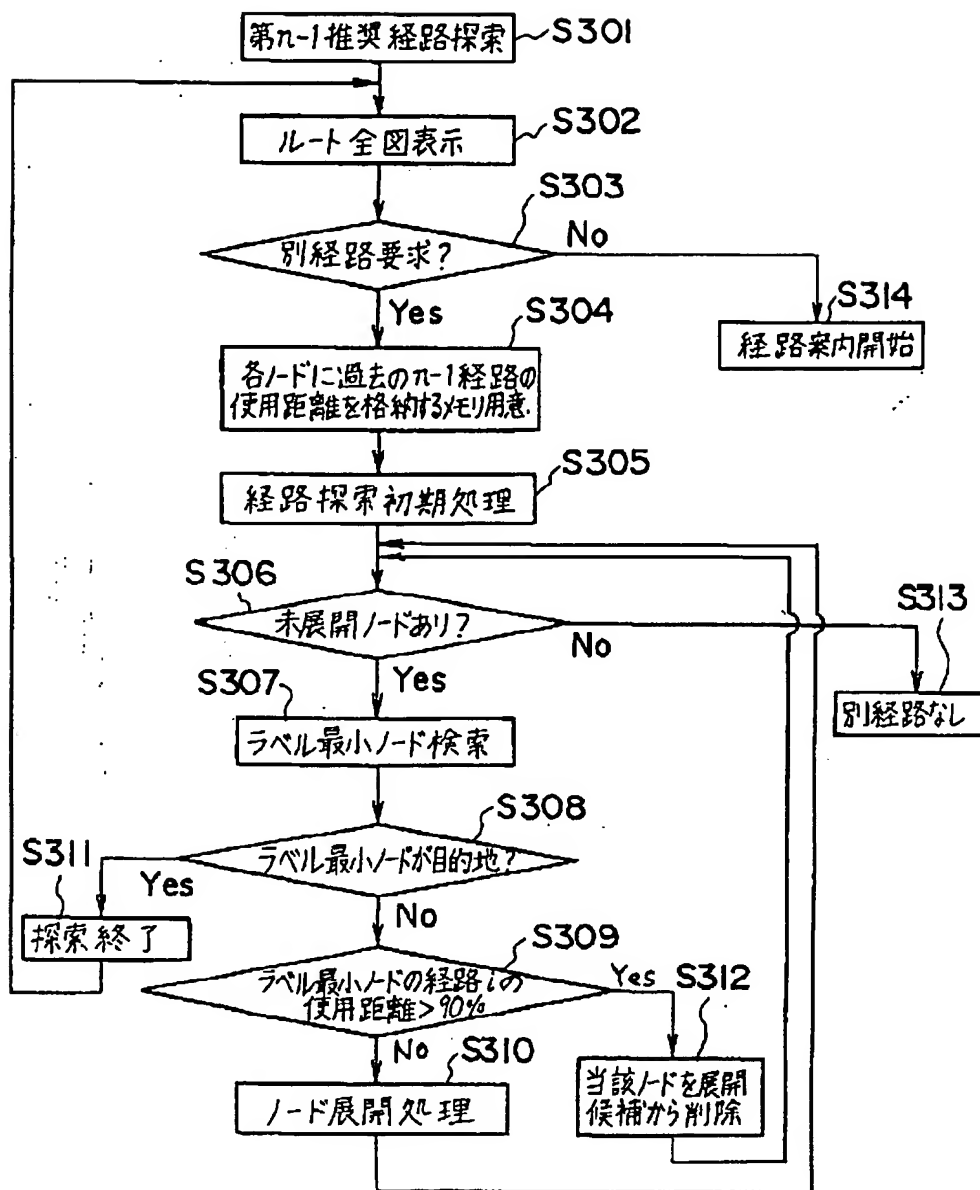 第n-1推奨経路探索
S301
ルート全図表示
S302
S303
別経路要求?
No
Yes
S304
S314
経路案内開始
各ノードに過去のn-1経路の
使用距離を格納するメモリ用意.
S305
経路探索初期処理
S306
未展開ノードあり?
No
S313
別経路なし
Yes
S307
ラベル最小ノード検索
S308
ラベル最小ノードが目的地?
S311
Yes
探索終了
No
S309
ラベル最小ノードの経路iの
使用距離>90%
Yes
S312
当該ノードを展開
候補から削除
No
S310
ノード展開処理